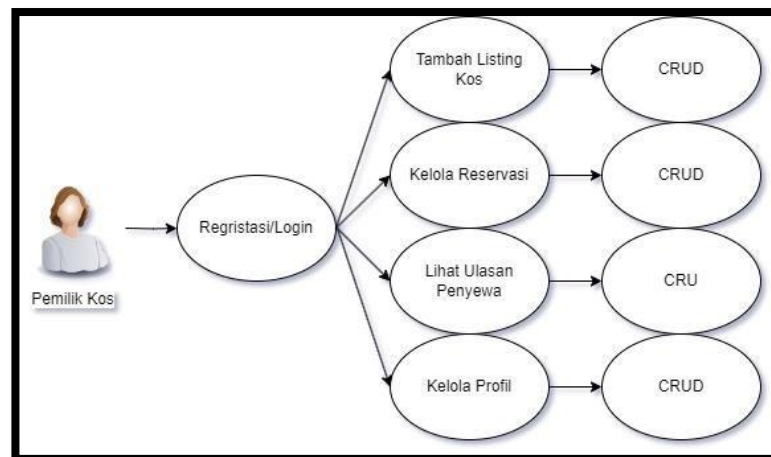 Pemilik Kos
Regristasi/Login
Tambah Listing
Kos
CRUD
Kelola Reservasi
CRUD
Lihat Ulasan
Penyewa
CRU
Kelola Profil
CRUD